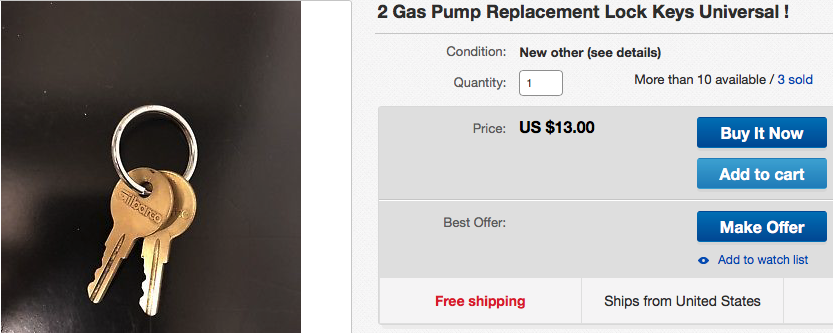 2 Gas Pump Replacement Lock Keys Universal !
Condition: New other (see details)
Quantity: 1 More than 10 available / 3 sold
Price: US $13.00 Buy It Now
Add to cart
Best Offer: Make Offer
Add to watch list
Free shipping Ships from United States